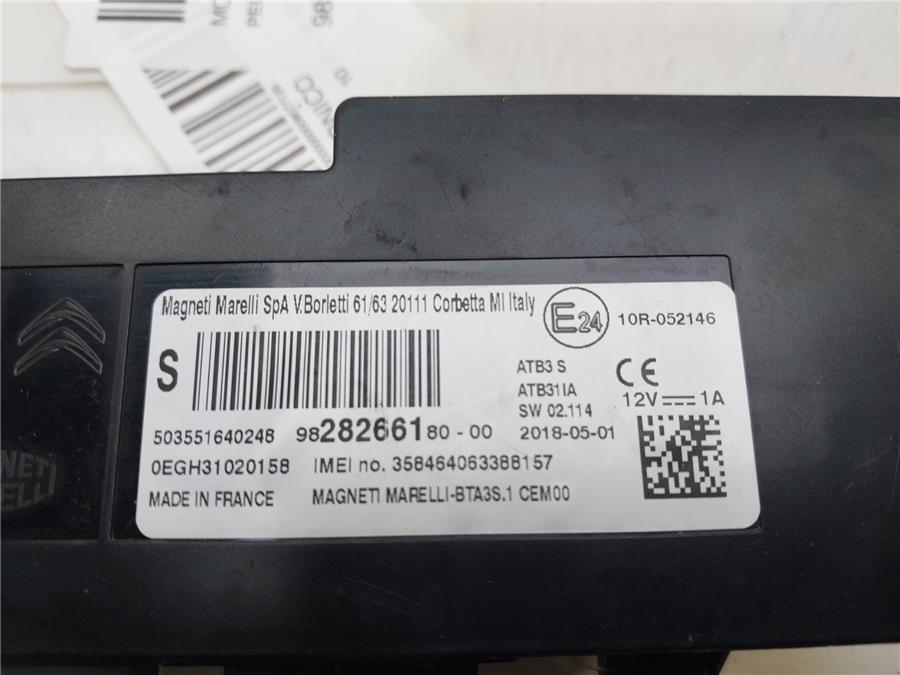 Magneti Marelli SpA V.Borletti 61/63 20111 Corbetta MI Italy
E24
10R-052146
S
ATB3 S
ATB31IA
SW 02.114
CE
12V 1A
503551640248 9828266180-00 2018-05-01
0EGH31020158 IMEI no. 358464063388157
MADE IN FRANCE MAGNETI MARELLI-BTA3S.1 CEM00